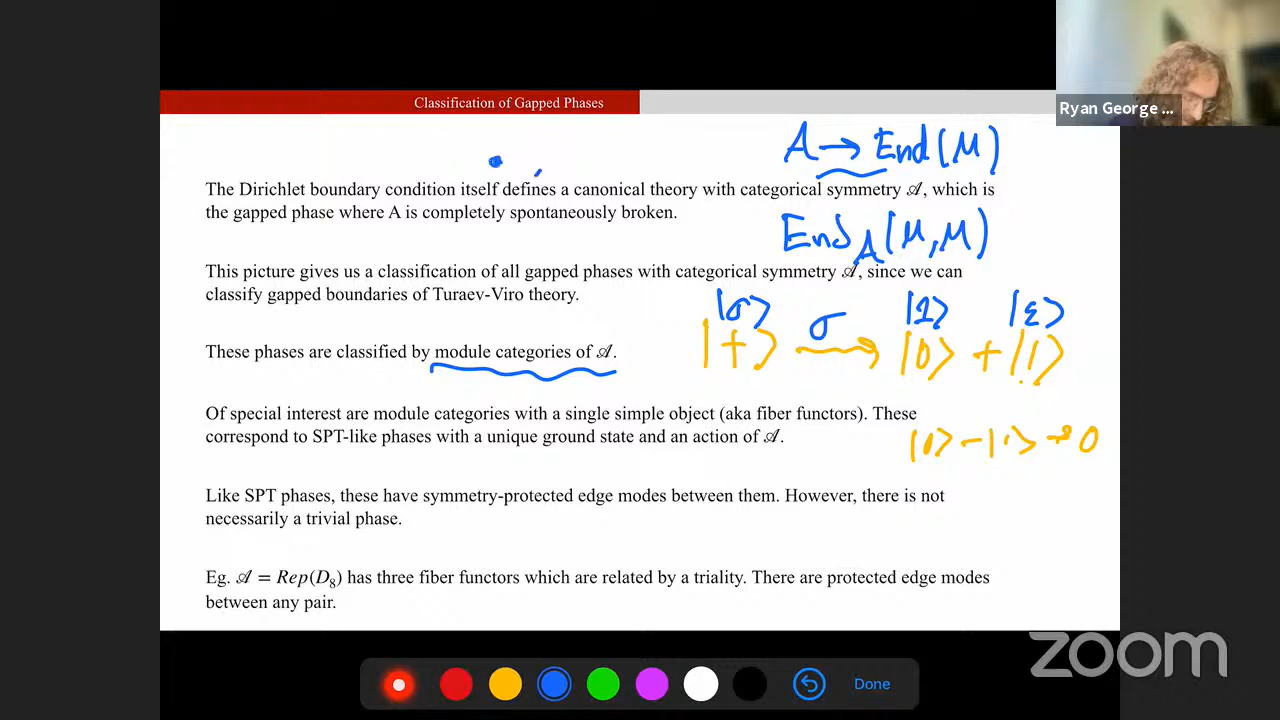 Classification of Gapped Phases
Ryan George ...
A → End(M)
The Dirichlet boundary condition itself defines a canonical theory with categorical symmetry 𝒜, which is
the gapped phase where A is completely spontaneously broken.
End_A(M,M)
This picture gives us a classification of all gapped phases with categorical symmetry 𝒜, since we can
classify gapped boundaries of Turaev-Viro theory.
|σ> |1> |ε>
σ
|+> → |0> + |1>
These phases are classified by module categories of 𝒜.
Of special interest are module categories with a single simple object (aka fiber functors). These
correspond to SPT-like phases with a unique ground state and an action of 𝒜.
|0> - |1> → 0
Like SPT phases, these have symmetry-protected edge modes between them. However, there is not
necessarily a trivial phase.
Eg. 𝒜 = Rep(D₈) has three fiber functors which are related by a triality. There are protected edge modes
between any pair.
zoom
Done